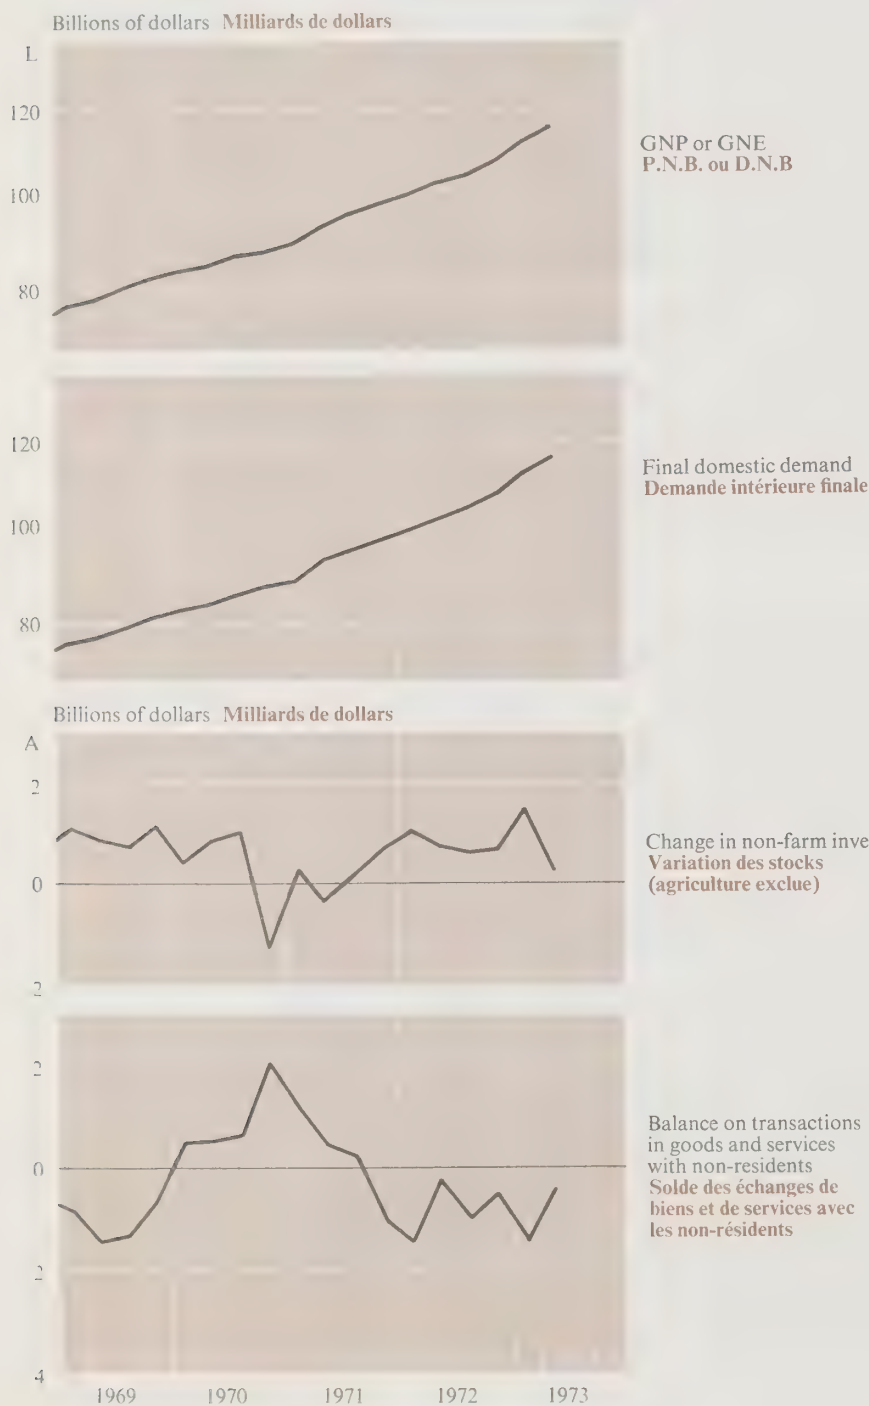 Billions of dollars Milliards de dollars
L
120
100
80
GNP or GNE
P.N.B. ou D.N.B
120
100
80
Final domestic demand
Demande intérieure finale
Billions of dollars Milliards de dollars
A
2
0
2
Change in non-farm inve
Variation des stocks
(agriculture exclue)
2
0
2
4
Balance on transactions
in goods and services
with non-residents
Solde des échanges de
biens et de services avec
les non-résidents
1969 1970 1971 1972 1973